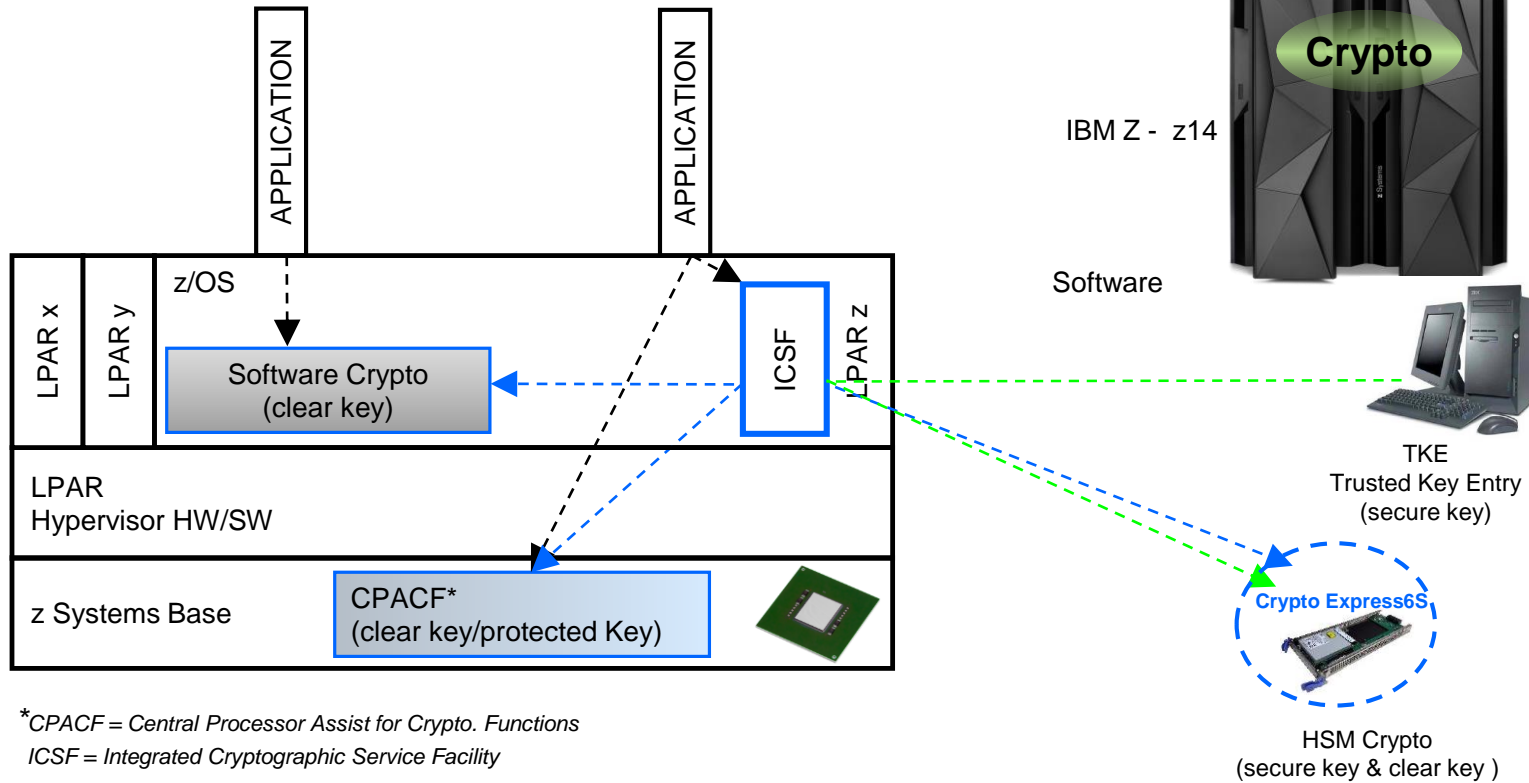 APPLICATION
APPLICATION
Crypto
IBM Z - z14
z Systems
Software
LPAR x
LPAR y
z/OS
Software Crypto
(clear key)
ICSF
LPAR z
LPAR
Hypervisor HW/SW
z Systems Base
CPACF*
(clear key/protected Key)
TKE
Trusted Key Entry
(secure key)
Crypto Express6S
HSM Crypto
(secure key & clear key )
*CPACF = Central Processor Assist for Crypto. Functions
ICSF = Integrated Cryptographic Service Facility